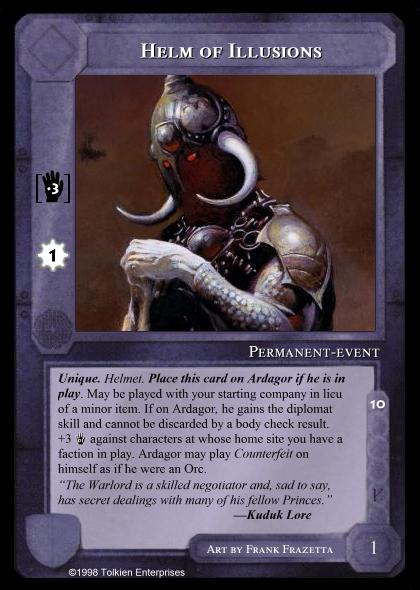 Helm of Illusions
3
1
Permanent-event
Unique. Helmet. Place this card on Ardagor if he is in
play. May be played with your starting company in lieu
of a minor item. If on Ardagor, he gains the diplomat
skill and cannot be discarded by a body check result.
+3 against characters at whose home site you have a
faction in play. Ardagor may play Counterfeit on
himself as if he were an Orc.
“The Warlord is a skilled negotiator and, sad to say,
has secret dealings with many of his fellow Princes.”
—Kuduk Lore
10
Art by Frank Frazetta
1
©1998 Tolkien Enterprises